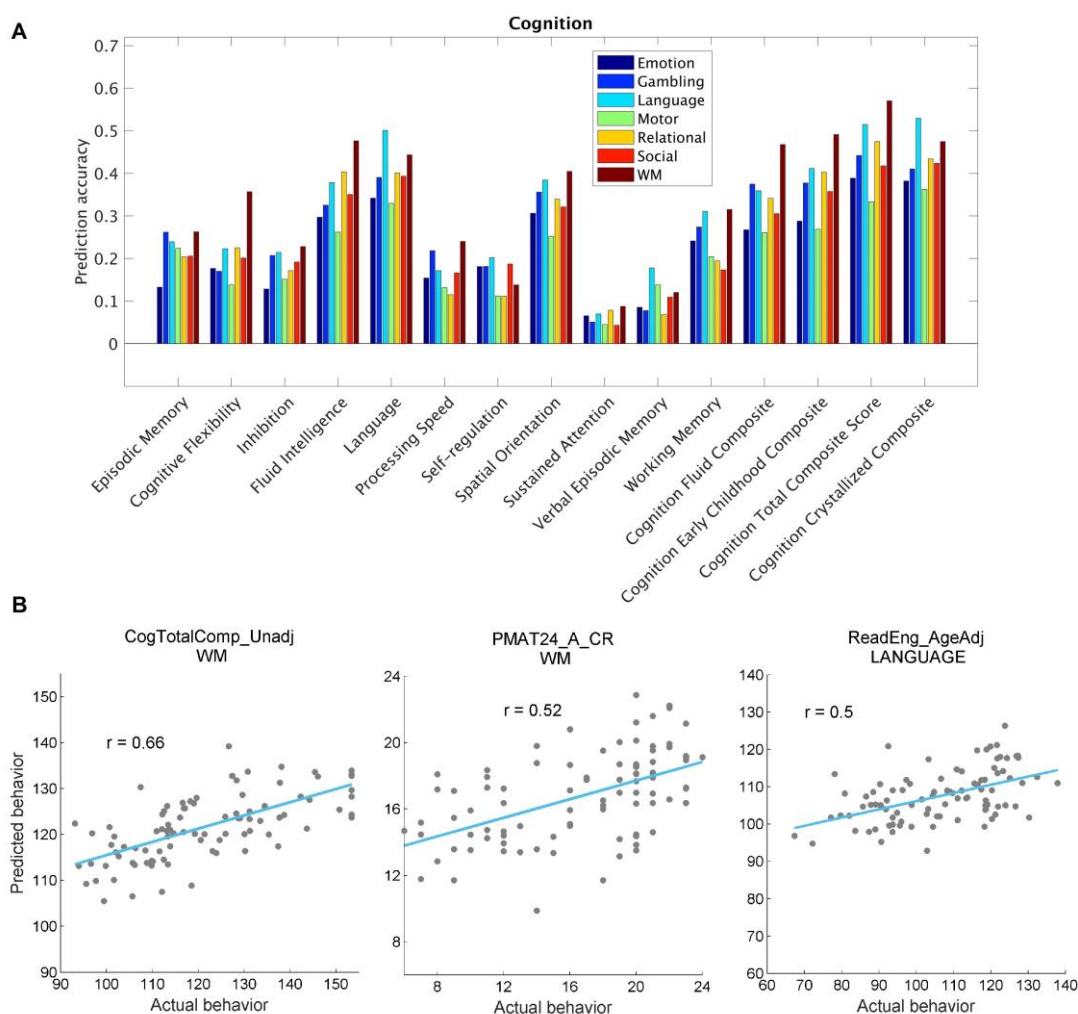 A
Cognition
Prediction accuracy
0.7
0.6
0.5
0.4
0.3
0.2
0.1
0
Emotion
Gambling
Language
Motor
Relational
Social
WM
Episodic Memory
Cognitive Flexibility
Inhibition
Fluid Intelligence
Language
Processing Speed
Self-regulation
Spatial Orientation
Sustained Attention
Verbal Episodic Memory
Working Memory
Cognition Fluid Composite
Cognition Early Childhood Composite
Cognition Total Composite Score
Cognition Crystallized Composite
B
CogTotalComp_Unadj
WM
r = 0.66
Predicted behavior
150
140
130
120
110
100
90
90 100 110 120 130 140 150
Actual behavior
PMAT24_A_CR
WM
r = 0.52
24
20
16
12
8
8 12 16 20 24
Actual behavior
ReadEng_AgeAdj
LANGUAGE
r = 0.5
140
130
120
110
100
90
80
70
60
60 70 80 90 100 110 120 130 140
Actual behavior